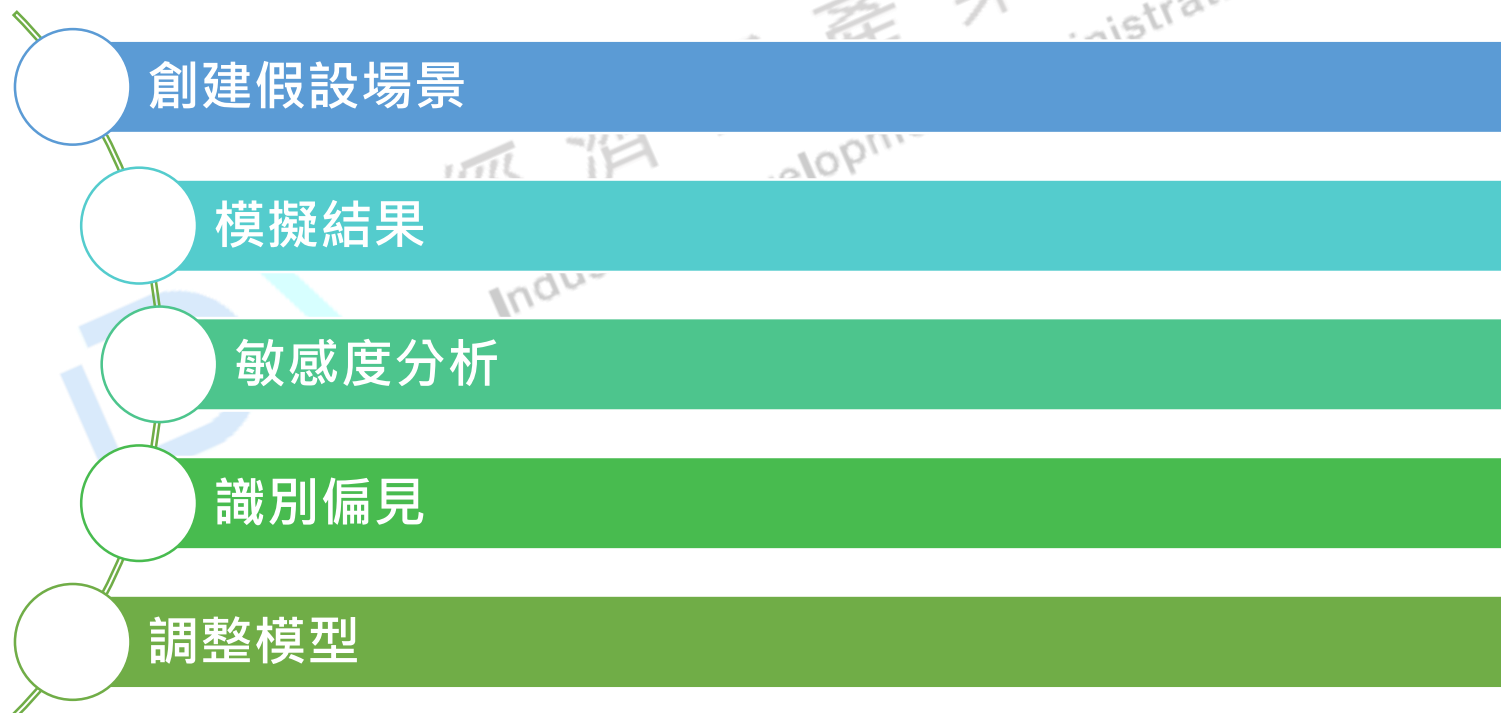 創建假設場景
模擬結果
敏感度分析
識別偏見
調整模型